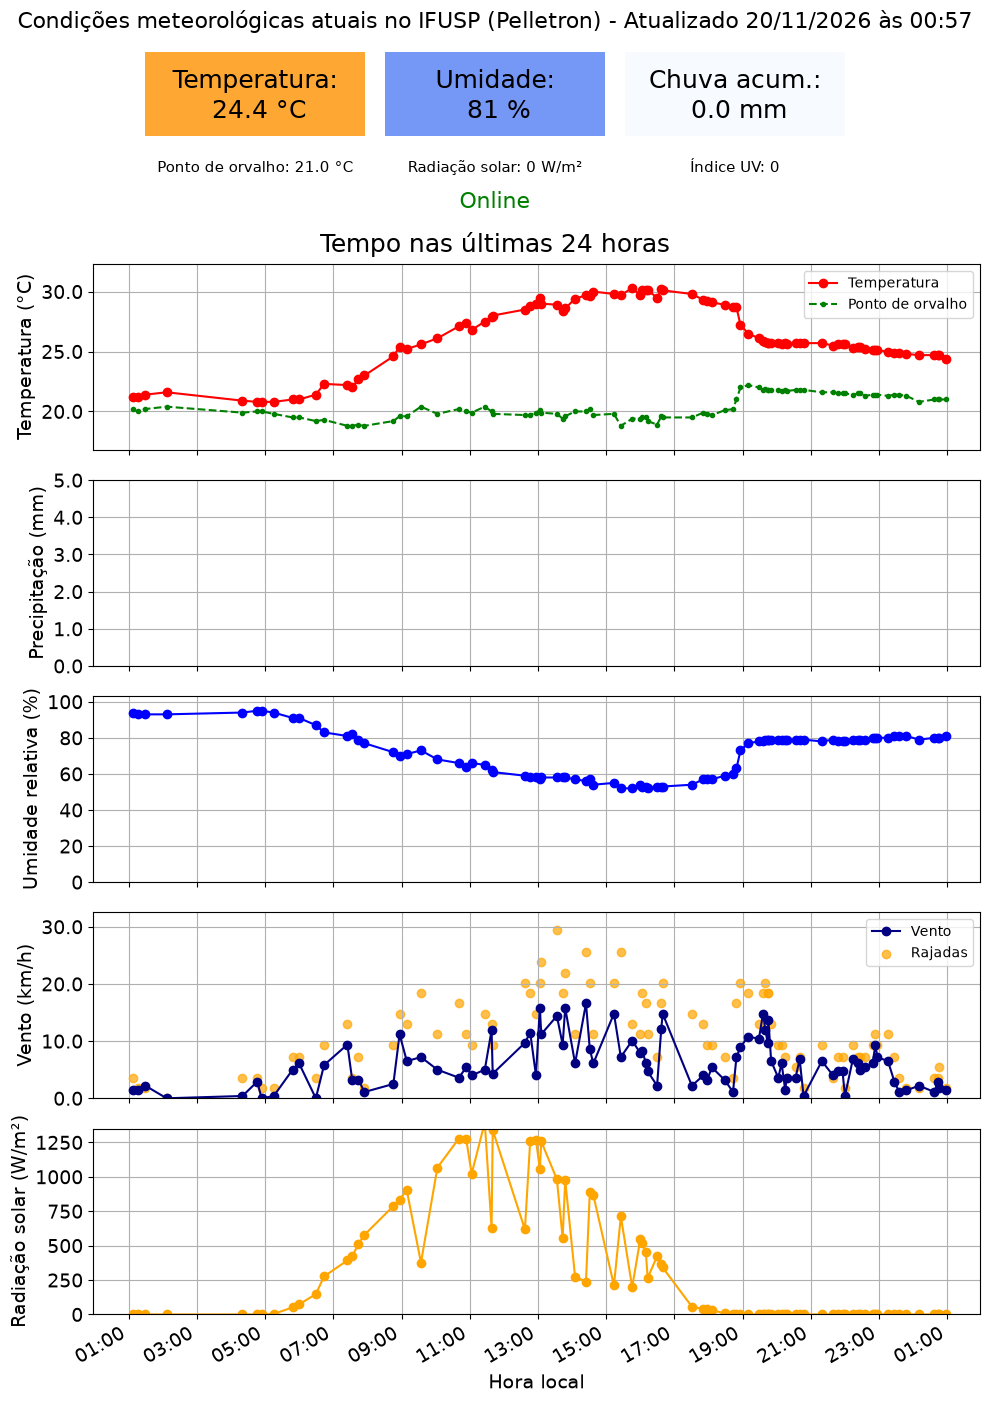 Condições meteorológicas atuais no IFUSP (Pelletron) - Atualizado 20/11/2026 às 00:57
Temperatura:
24.4 °C
Umidade:
81 %
Chuva acum.:
0.0 mm
Ponto de orvalho: 21.0 °C
Radiação solar: 0 W/m²
Índice UV: 0
Online
Tempo nas últimas 24 horas
Temperatura (°C)
30.0
25.0
20.0
Temperatura
Ponto de orvalho
Precipitação (mm)
5.0
4.0
3.0
2.0
1.0
0.0
Umidade relativa (%)
100
80
60
40
20
0
Vento (km/h)
30.0
20.0
10.0
0.0
Vento
Rajadas
Radiação solar (W/m²)
1250
1000
750
500
250
0
01:00
03:00
05:00
07:00
09:00
11:00
13:00
15:00
17:00
19:00
21:00
23:00
01:00
Hora local